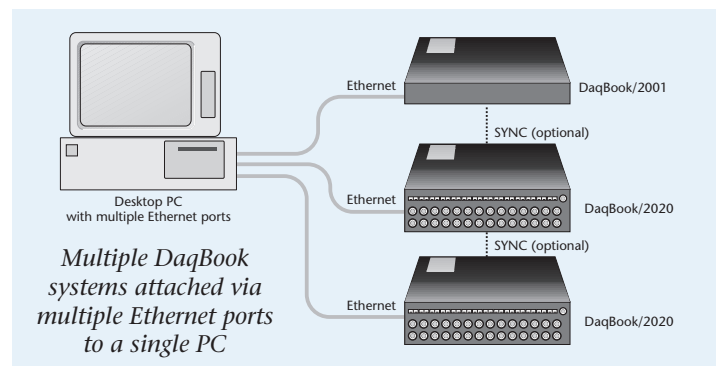 Ethernet
DaqBook/2001
SYNC (optional)
Desktop PC
with multiple Ethernet ports
Ethernet
DaqBook/2020
SYNC (optional)
Multiple DaqBook
systems attached via
multiple Ethernet ports
to a single PC
Ethernet
DaqBook/2020